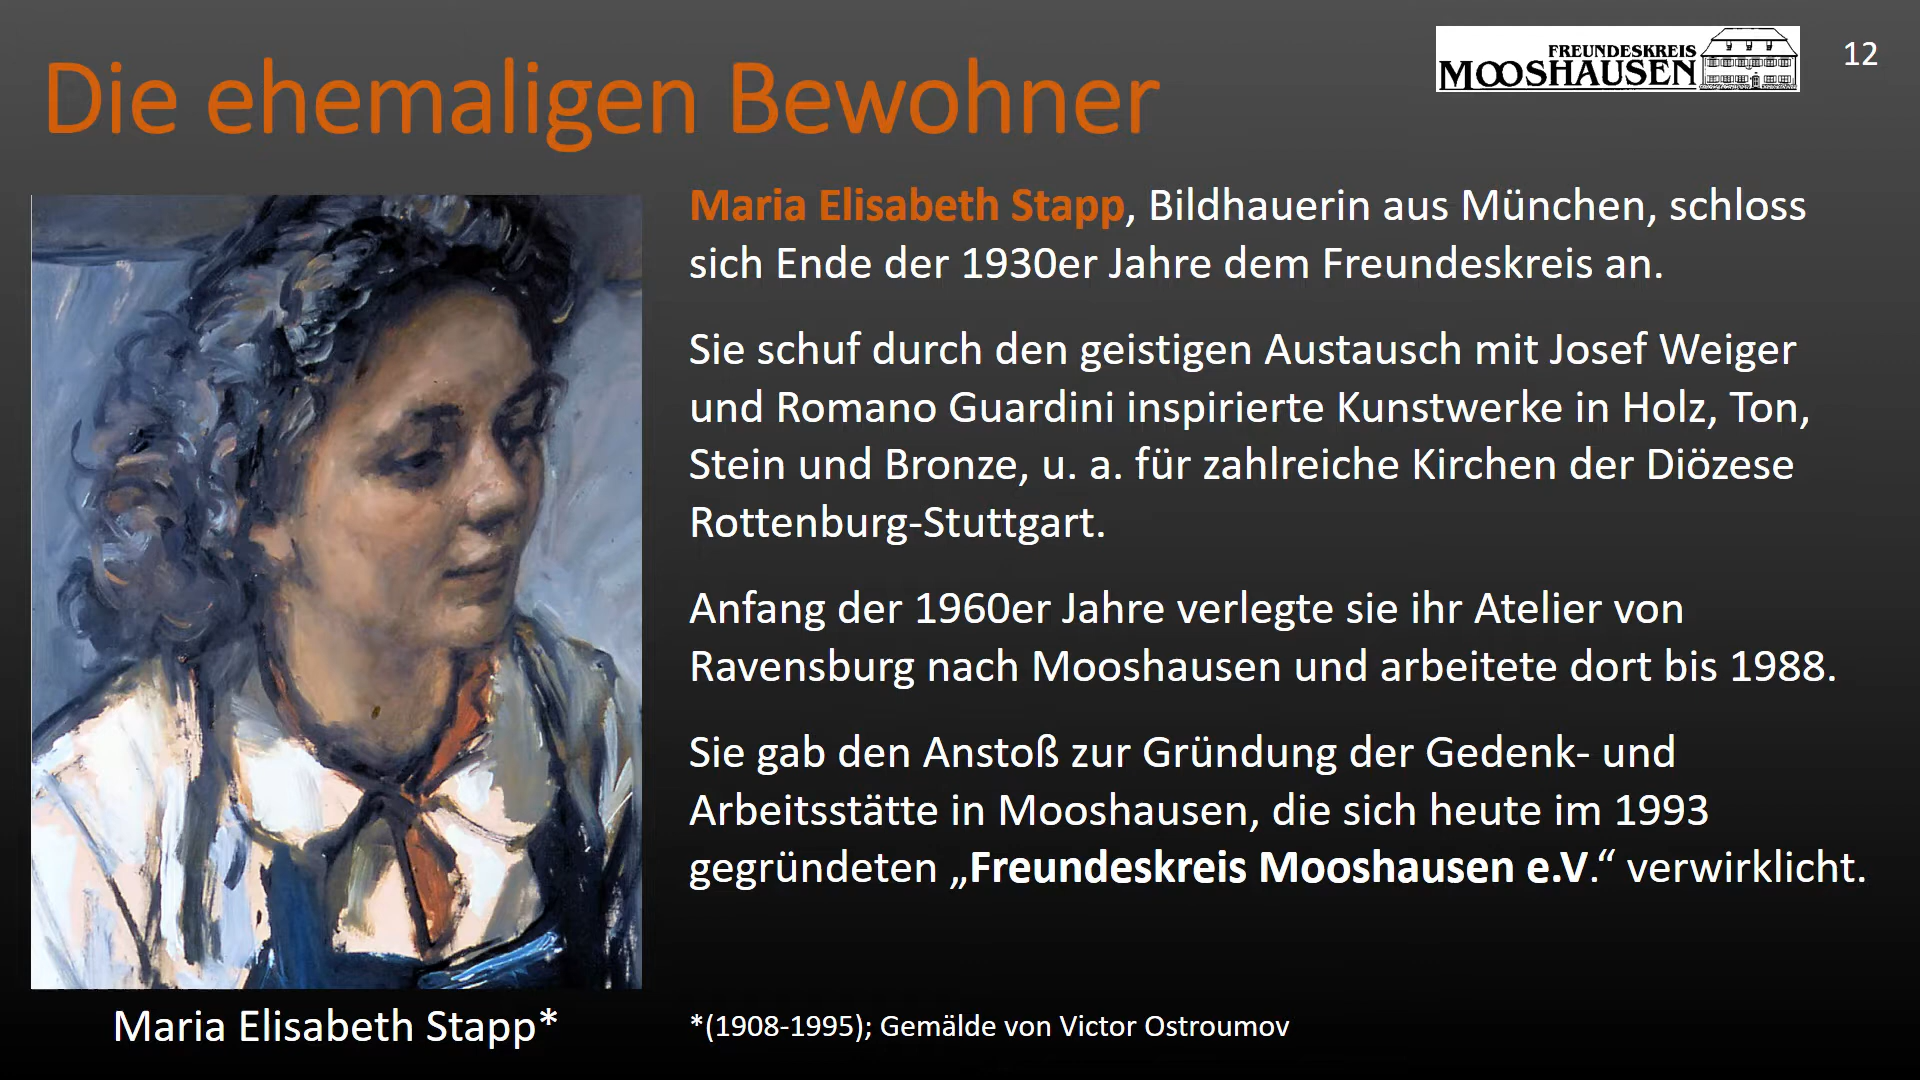 Die ehemaligen Bewohner
FREUNDESKREIS
MOOSHAUSEN
12
Maria Elisabeth Stapp, Bildhauerin aus München, schloss
sich Ende der 1930er Jahre dem Freundeskreis an.
Sie schuf durch den geistigen Austausch mit Josef Weiger
und Romano Guardini inspirierte Kunstwerke in Holz, Ton,
Stein und Bronze, u. a. für zahlreiche Kirchen der Diözese
Rottenburg-Stuttgart.
Anfang der 1960er Jahre verlegte sie ihr Atelier von
Ravensburg nach Mooshausen und arbeitete dort bis 1988.
Sie gab den Anstoß zur Gründung der Gedenk- und
Arbeitsstätte in Mooshausen, die sich heute im 1993
gegründeten „Freundeskreis Mooshausen e.V.“ verwirklicht.
Maria Elisabeth Stapp*
*(1908-1995); Gemälde von Victor Ostroumov